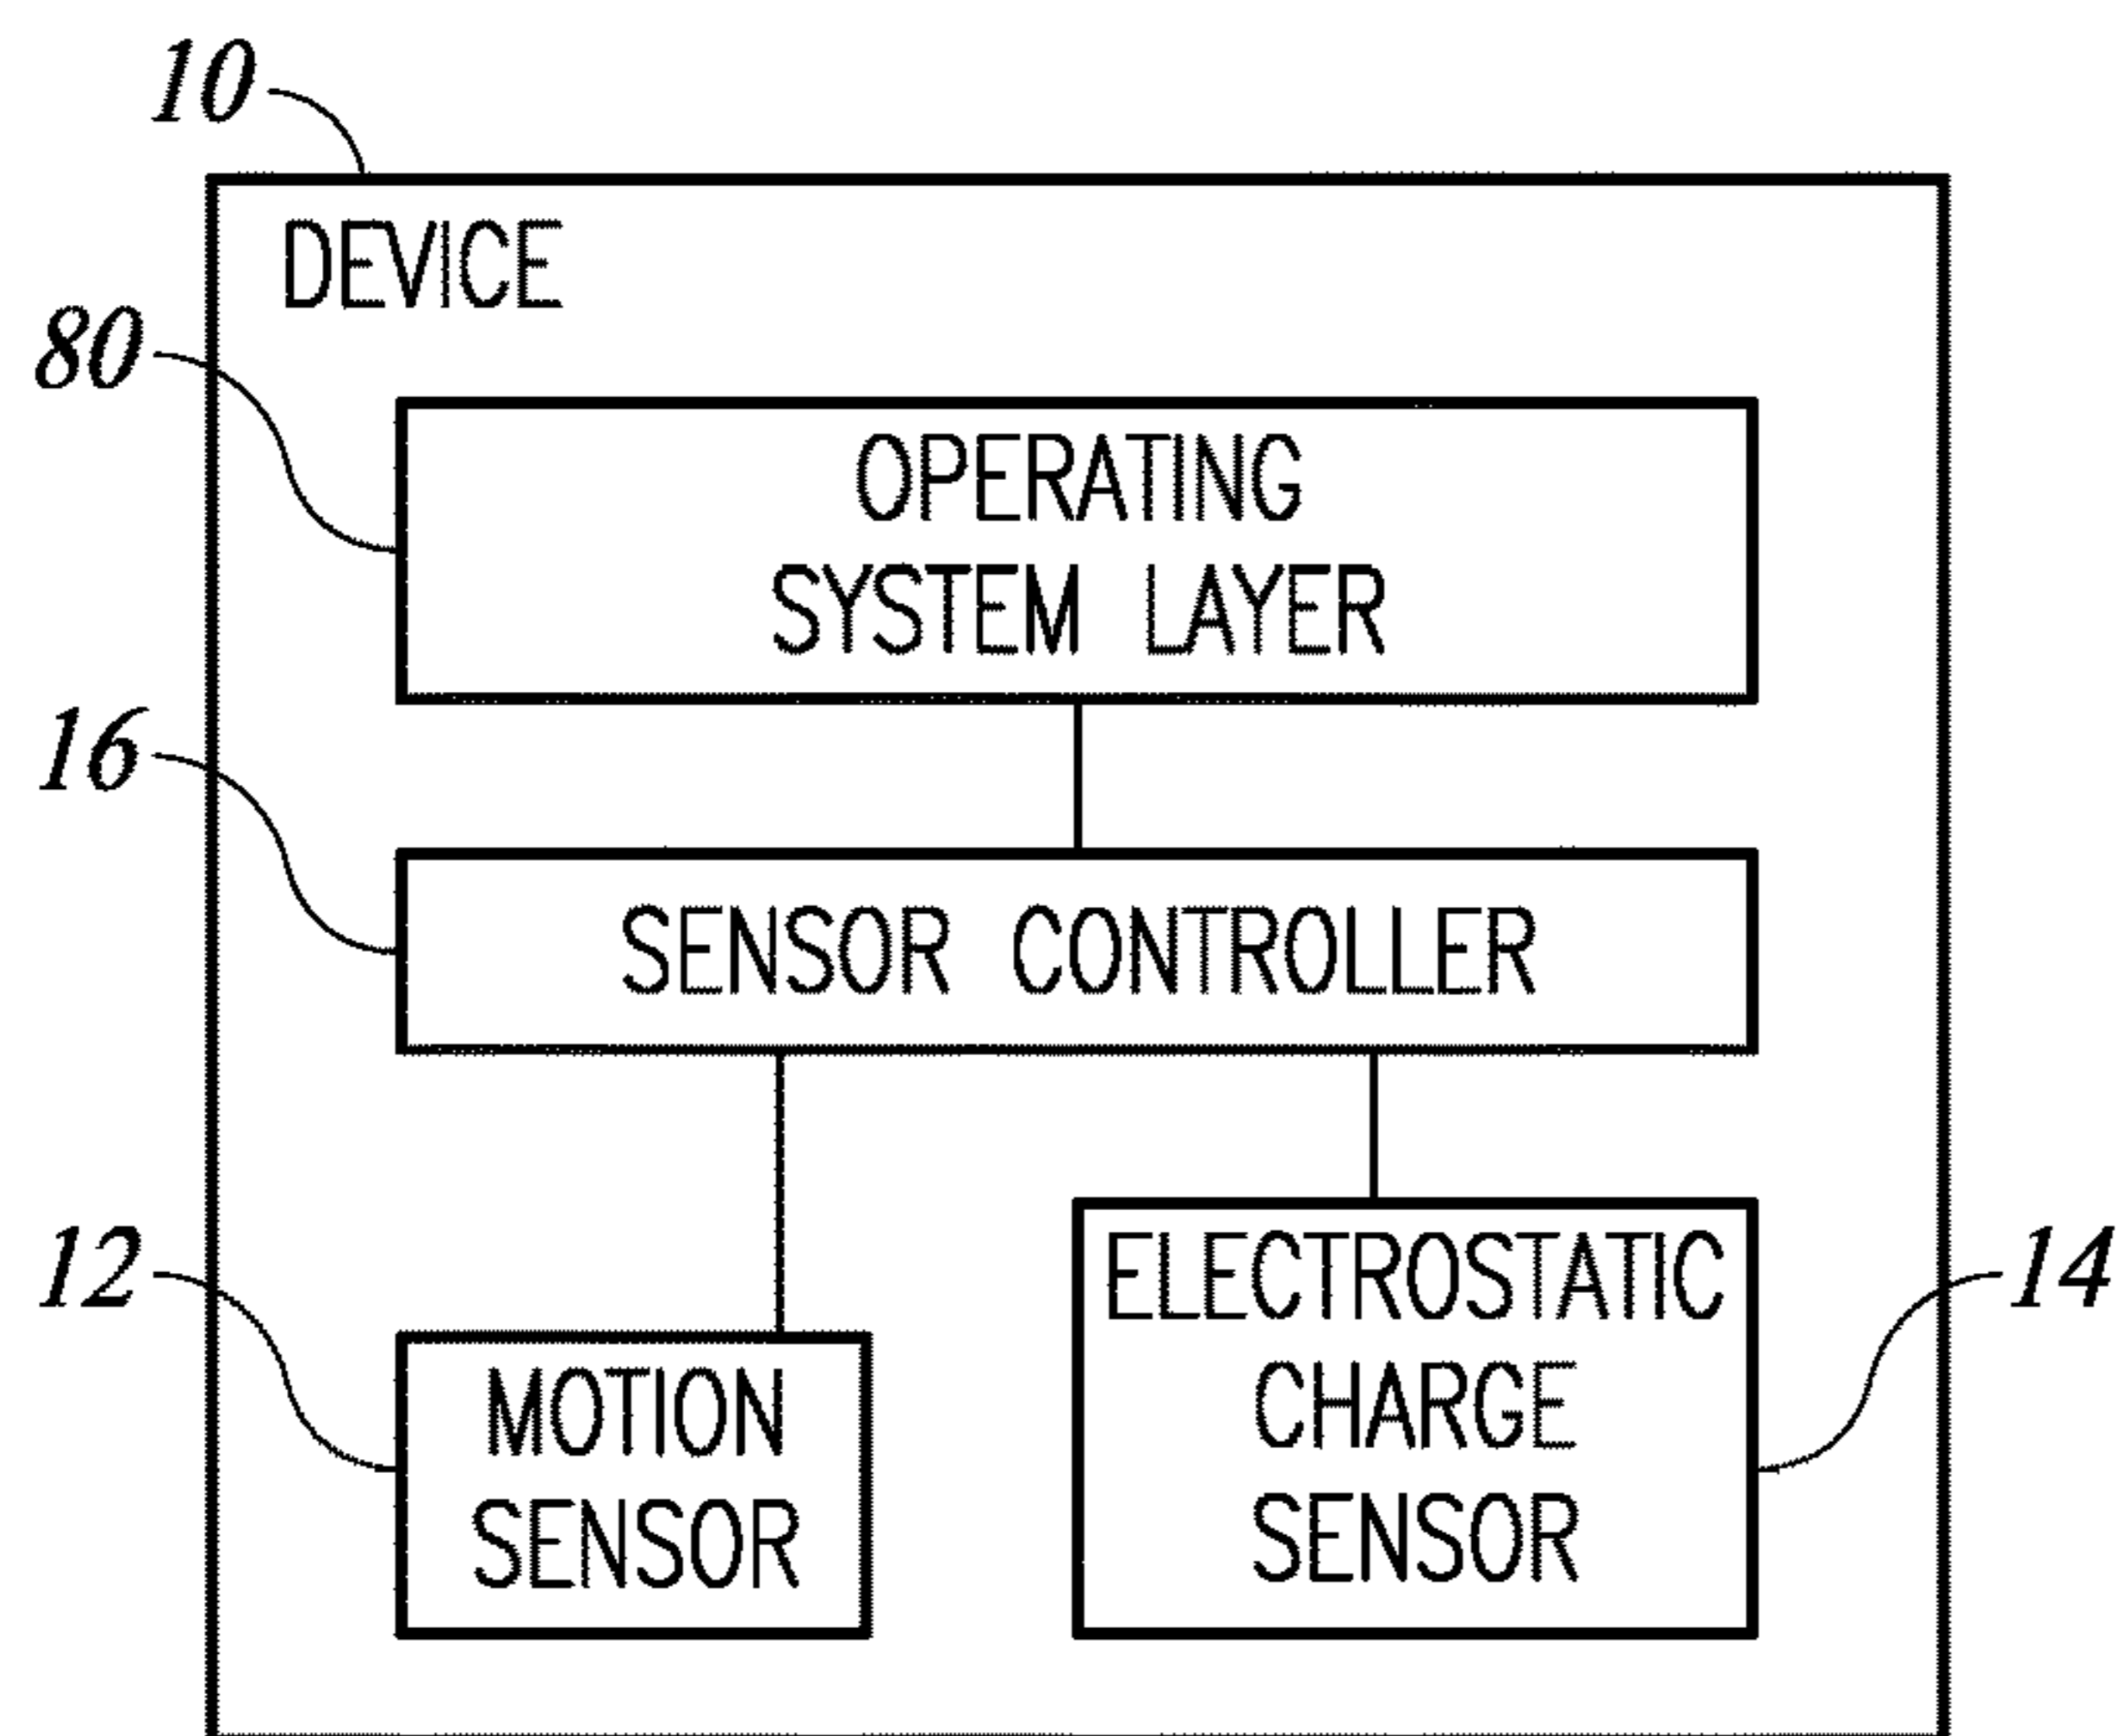 10
DEVICE
80
OPERATING
SYSTEM LAYER
16
SENSOR CONTROLLER
12
MOTION
SENSOR
ELECTROSTATIC
CHARGE
SENSOR
14